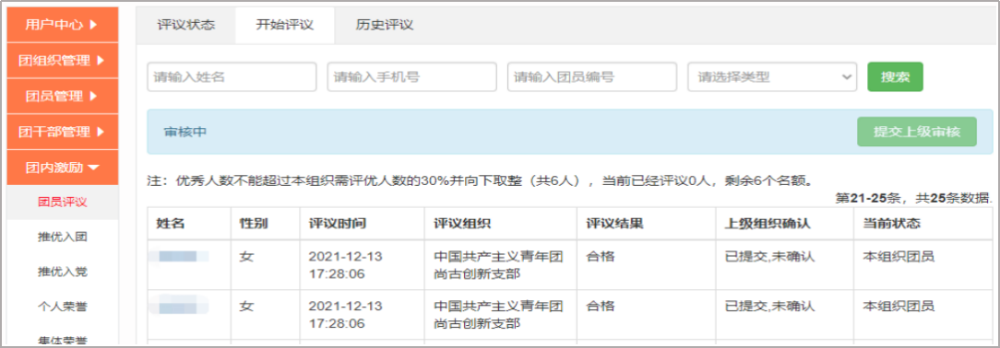 用户中心
团组织管理
团员管理
团干部管理
团内激励
团员评议
推优入团
推优入党
个人荣誉
集体荣誉
评议状态 开始评议 历史评议
请输入姓名 请输入手机号 请输入团员编号 请选择类型 搜索
审核中 提交上级审核
注：优秀人数不能超过本组织需评优人数的30%并向下取整（共6人），当前已经评议0人，剩余6个名额。
第21-25条，共25条数据.
姓名 性别 评议时间 评议组织 评议结果 上级组织确认 当前状态
女 2021-12-13 中国共产主义青年团 合格 已提交,未确认 本组织团员
17:28:06 尚古创新支部
女 2021-12-13 中国共产主义青年团 合格 已提交,未确认 本组织团员
17:28:06 尚古创新支部